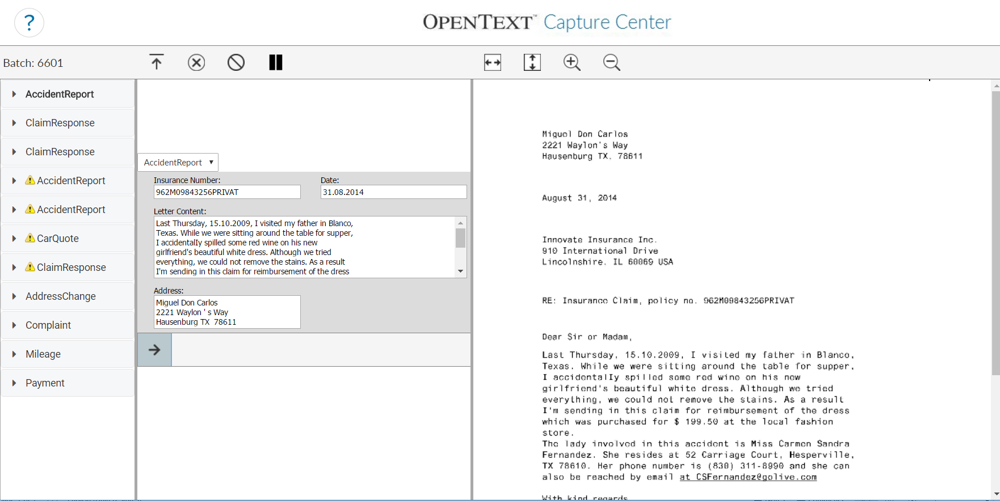 ?
OPENTEXT™ Capture Center
Batch: 6601
AccidentReport
ClaimResponse
ClaimResponse
AccidentReport
AccidentReport
CarQuote
ClaimResponse
AddressChange
Complaint
Mileage
Payment
AccidentReport
Insurance Number:
962M09843256PRIVAT
Date:
31.08.2014
Letter Content:
Last Thursday, 15.10.2009, I visited my father in Blanco,
Texas. While we were sitting around the table for supper,
I accidentaIIy spilled some red wine on his new
girlfriend's beautiful white dress. Although we tried
everything, we could not remove the stains. As a result
I'm sending in this claim for reimbursement of the dress
Address:
Miguel Don Carlos
2221 Waylon ' s Way
Hausenburg TX  78611
Miguel Don Carlos
2221 Waylon's Way
Hausenburg TX. 78611
August 31, 2014
Innovate Insurance Inc.
910 International Drive
Lincolnshire. IL 60069 USA
RE: Insurance Claim, policy no. 962M09843256PRIVAT
Dear Sir or Madam,
Last Thursday, 15.10.2009, I visited my father in Blanco,
Texas. While we were sitting around the table for supper,
I accidentalIy spilled some red wine on his new
girlfriend's beautiful white dress. Although we tried
everything, we could not remove the stains. As a result
I'm sending in this claim for reimbursement of the dress
which was purchased for $ 199.50 at the local fashion
store.
The lady involved in this accident is Miss Carmen Sandra
Fernandez. She resides at 52 Carriage Court, Hesperville,
TX 78610. Her phone number is (830) 311-8990 and she can
also be reached by email at CSFernandez@golive.com
With kind regards